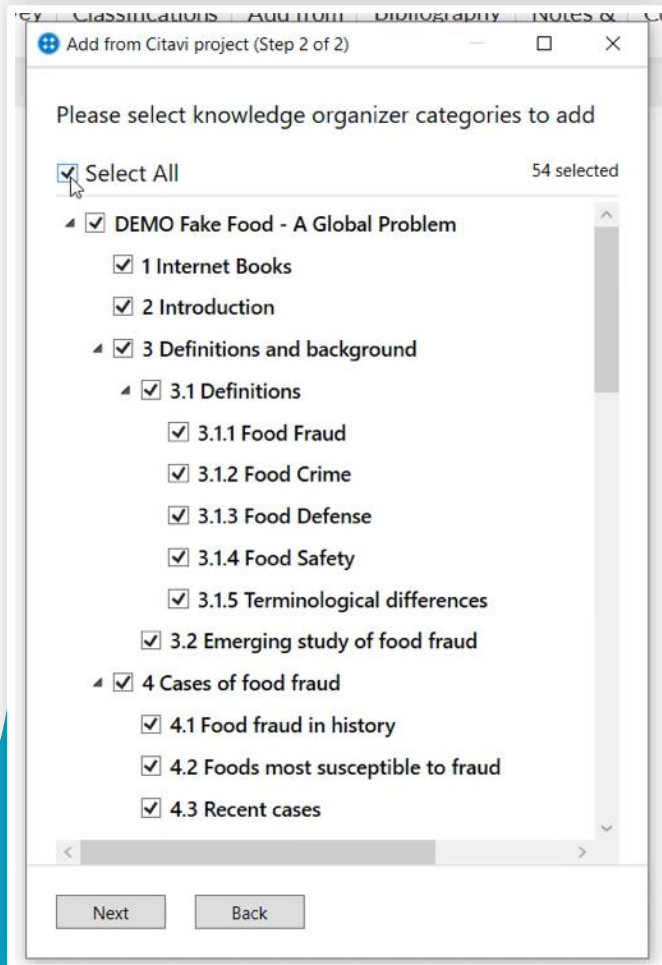 Classifications Add from Bibliography Notes &
Add from Citavi project (Step 2 of 2)
Please select knowledge organizer categories to add
Select All 54 selected
DEMO Fake Food - A Global Problem
1 Internet Books
2 Introduction
3 Definitions and background
3.1 Definitions
3.1.1 Food Fraud
3.1.2 Food Crime
3.1.3 Food Defense
3.1.4 Food Safety
3.1.5 Terminological differences
3.2 Emerging study of food fraud
4 Cases of food fraud
4.1 Food fraud in history
4.2 Foods most susceptible to fraud
4.3 Recent cases
Next Back